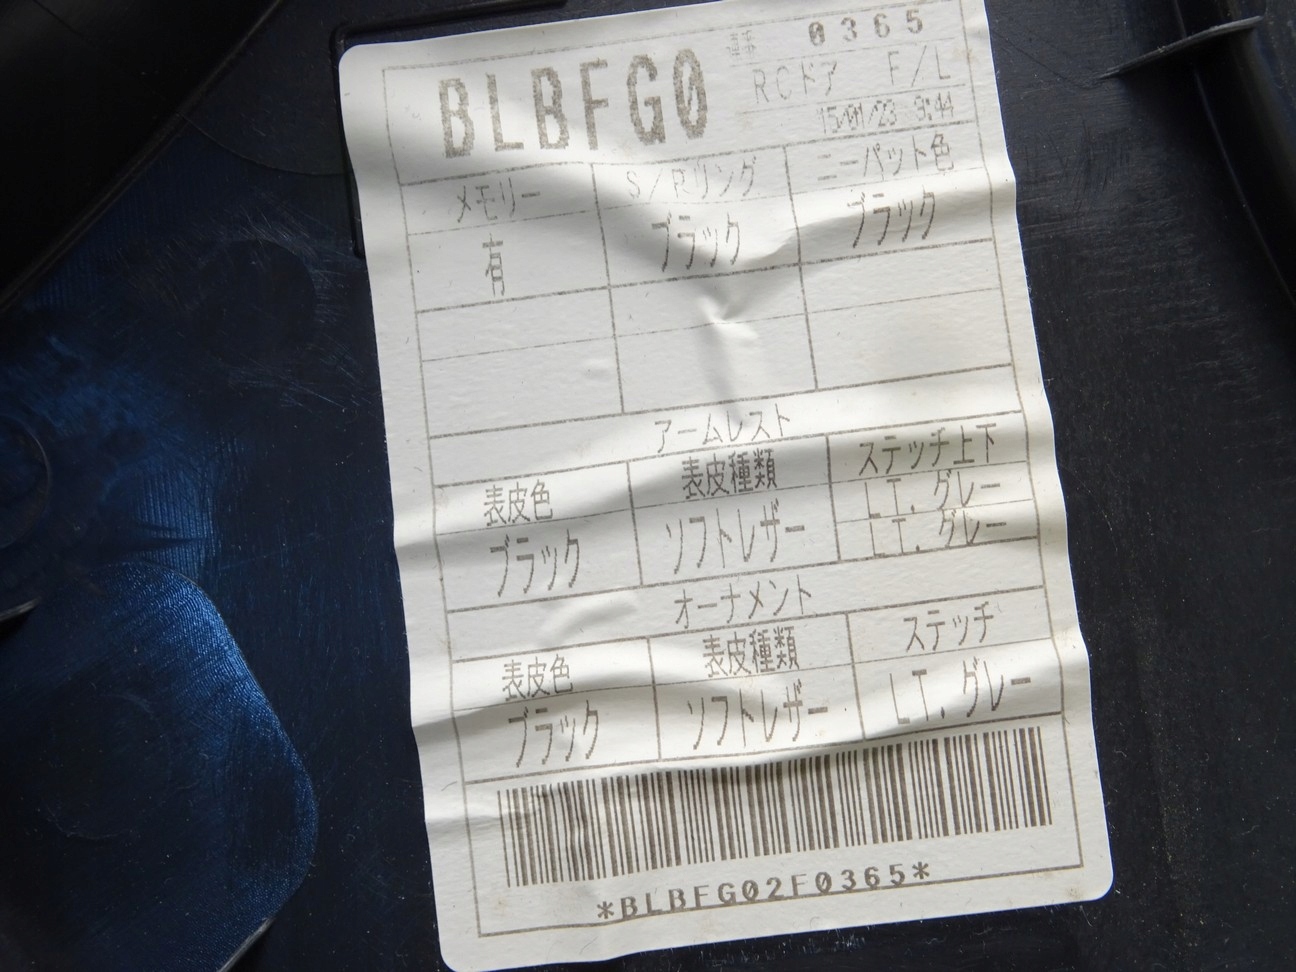 BLBFG0
連番 0365
RCドア F/L
15/01/23 9:44
メモリー S/Rリング ニーパット色
有 ブラック ブラック
アームレスト
表皮色 表皮種類 ステッチ上下
ブラック ソフトレザー LT. グレー
LT. グレー
オーナメント
表皮色 表皮種類 ステッチ
ブラック ソフトレザー LT. グレー
*BLBFG02F0365*